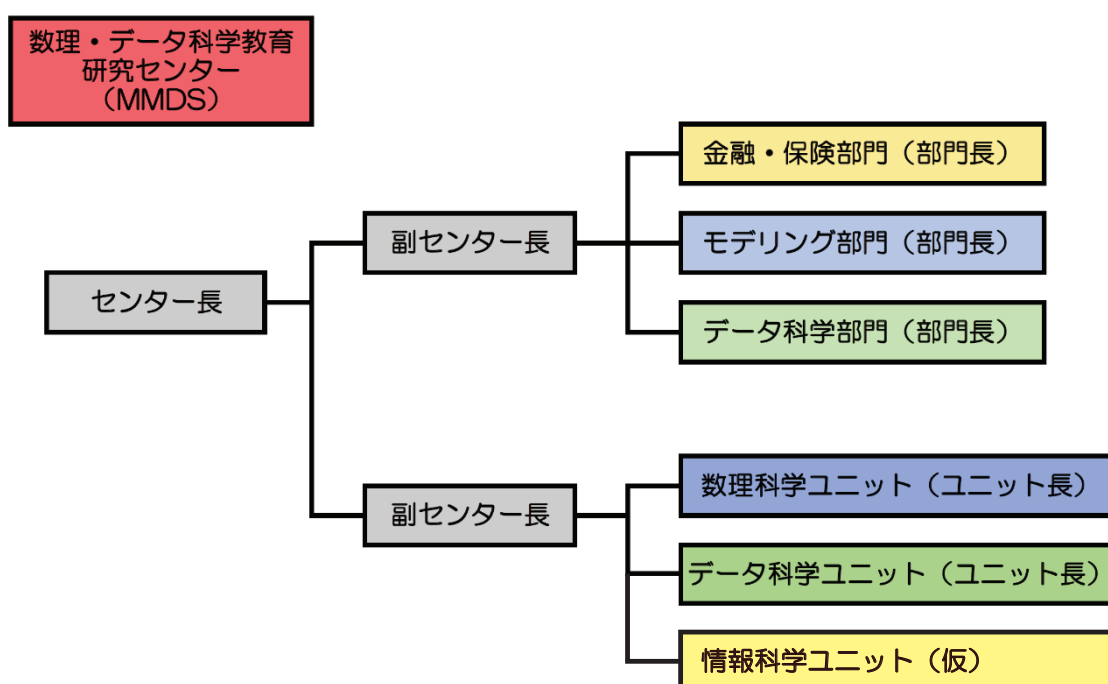 数理・データ科学教育
研究センター
（MMDS）
センター長
副センター長
金融・保険部門（部門長）
モデリング部門（部門長）
データ科学部門（部門長）
副センター長
数理科学ユニット（ユニット長）
データ科学ユニット（ユニット長）
情報科学ユニット（仮）